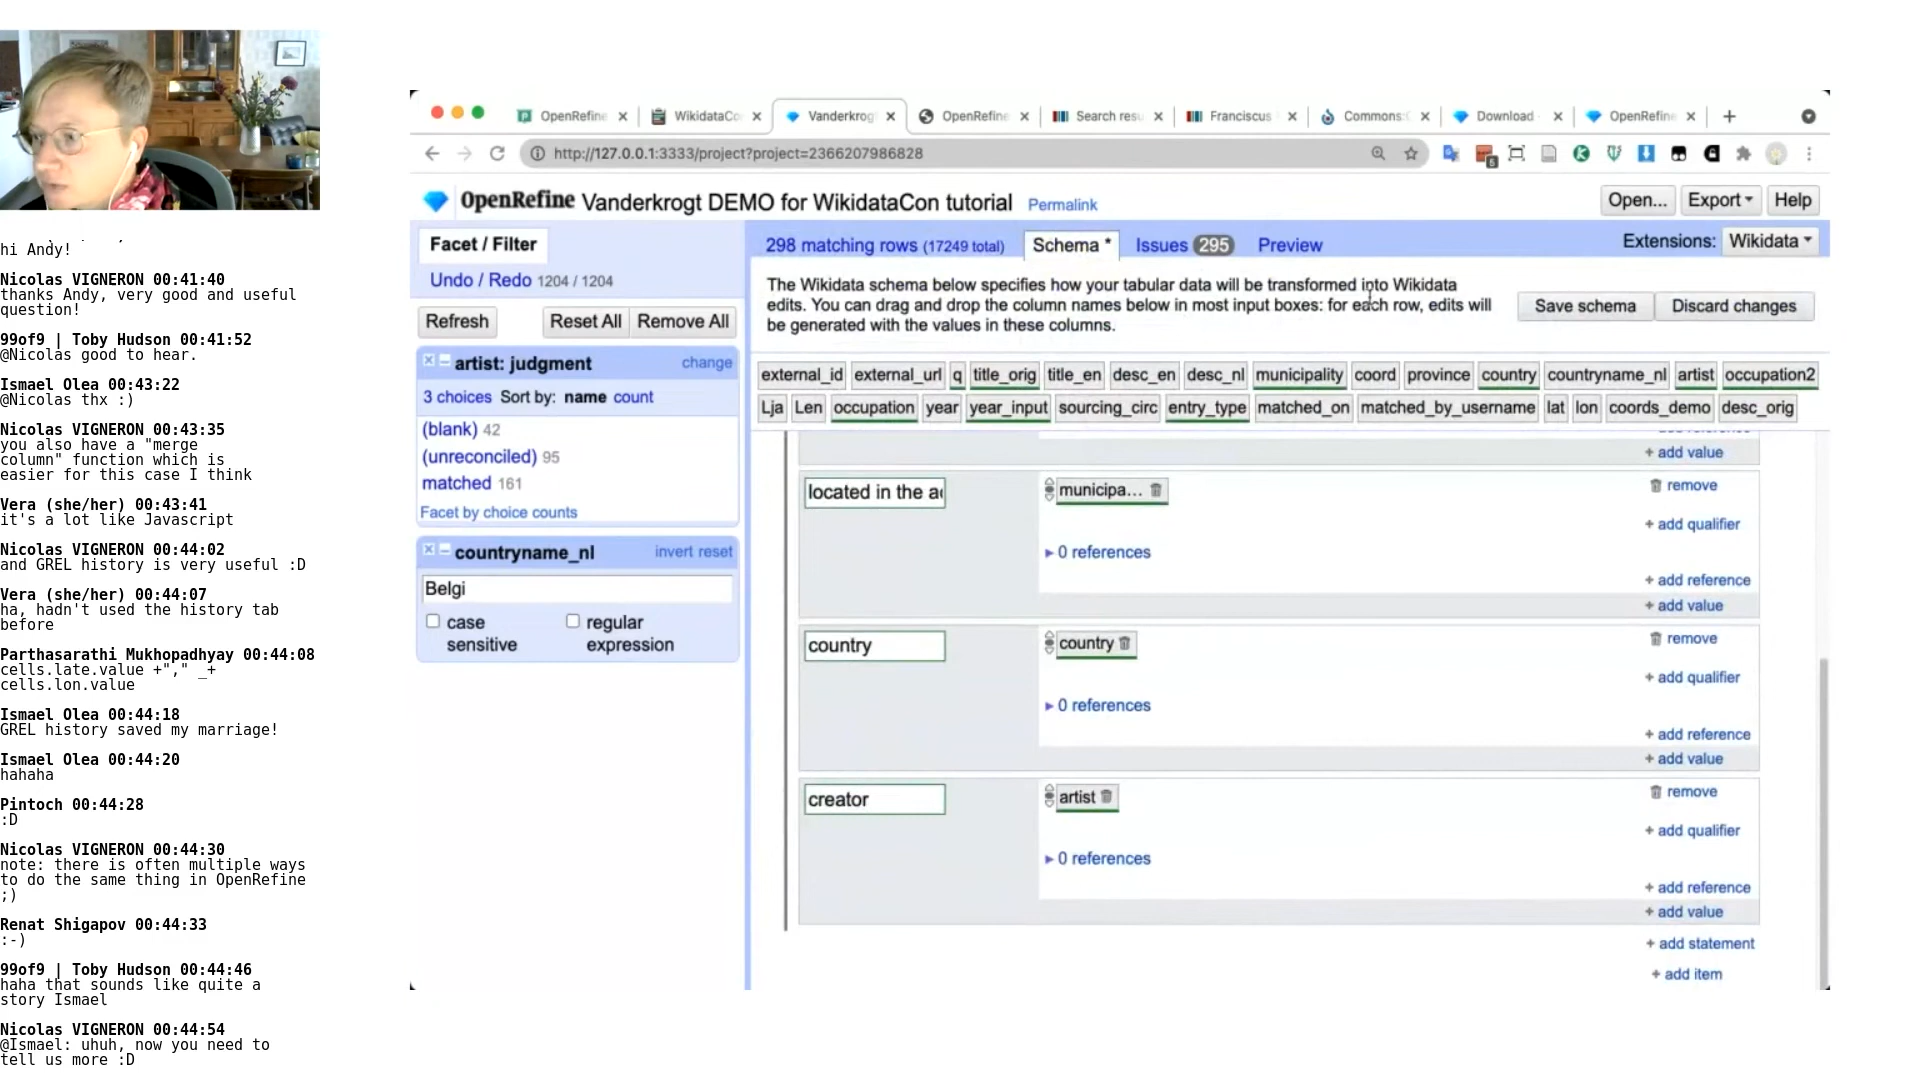 hi Andy!
Nicolas VIGNERON 00:41:40
thanks Andy, very good and useful
question!
99of9 | Toby Hudson 00:41:52
@Nicolas good to hear.
Ismael Olea 00:43:22
@Nicolas thx :)
Nicolas VIGNERON 00:43:35
you also have a "merge
column" function which is
easier for this case I think
Vera (she/her) 00:43:41
it's a lot like Javascript
Nicolas VIGNERON 00:44:02
and GREL history is very useful :D
Vera (she/her) 00:44:07
ha, hadn't used the history tab
before
Parthasarathi Mukhopadhyay 00:44:08
cells.late.value +"," _+
cells.lon.value
Ismael Olea 00:44:18
GREL history saved my marriage!
Ismael Olea 00:44:20
hahaha
Pintoch 00:44:28
:D
Nicolas VIGNERON 00:44:30
note: there is often multiple ways
to do the same thing in OpenRefine
;)
Renat Shigapov 00:44:33
:-)
99of9 | Toby Hudson 00:44:46
haha that sounds like quite a
story Ismael
Nicolas VIGNERON 00:44:54
@Ismael: uhuh, now you need to
tell us more :D
OpenRefine WikidataCo Vanderkrog OpenRefine Search resu Franciscus Commons: Download OpenRefine
http://127.0.0.1:3333/project?project=2366207986828
5
OpenRefine Vanderkrogt DEMO for WikidataCon tutorial Permalink Open... Export Help
Facet / Filter
Undo / Redo 1204 / 1204
Refresh Reset All Remove All
artist: judgment change
3 choices Sort by: name count
(blank) 42
(unreconciled) 95
matched 161
Facet by choice counts
countryname_nl invert reset
Belgi
case sensitive
regular expression
298 matching rows (17249 total) Schema * Issues 295 Preview Extensions: Wikidata
The Wikidata schema below specifies how your tabular data will be transformed into Wikidata
edits. You can drag and drop the column names below in most input boxes: for each row, edits will
be generated with the values in these columns.
Save schema Discard changes
external_id external_url q title_orig title_en desc_en desc_nl municipality coord province country countryname_nl artist occupation2
Lja Len occupation year year_input sourcing_circ entry_type matched_on matched_by_username lat lon coords_demo desc_orig
+ add value
located in the a municipa... remove
+ add qualifier
0 references
+ add reference
+ add value
country country remove
+ add qualifier
0 references
+ add reference
+ add value
creator artist remove
+ add qualifier
0 references
+ add reference
+ add value
+ add statement
+ add item